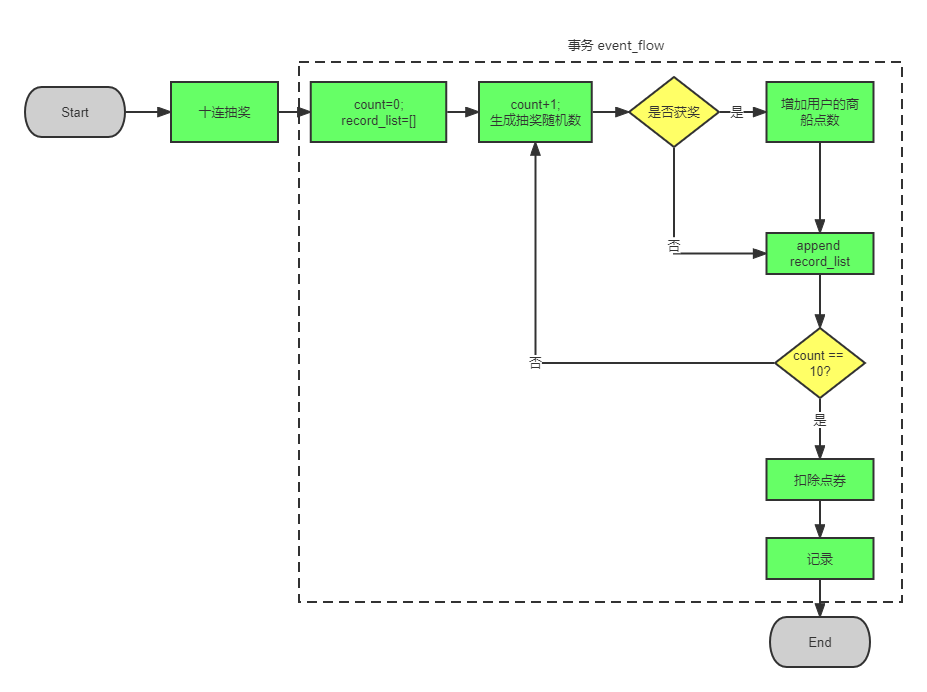 事务 event_flow
Start
十连抽奖
count=0;
record_list=[]
count+1;
生成抽奖随机数
是否获奖
是
增加用户的商
船点数
否
append
record_list
count ==
10?
否
是
扣除点券
记录
End